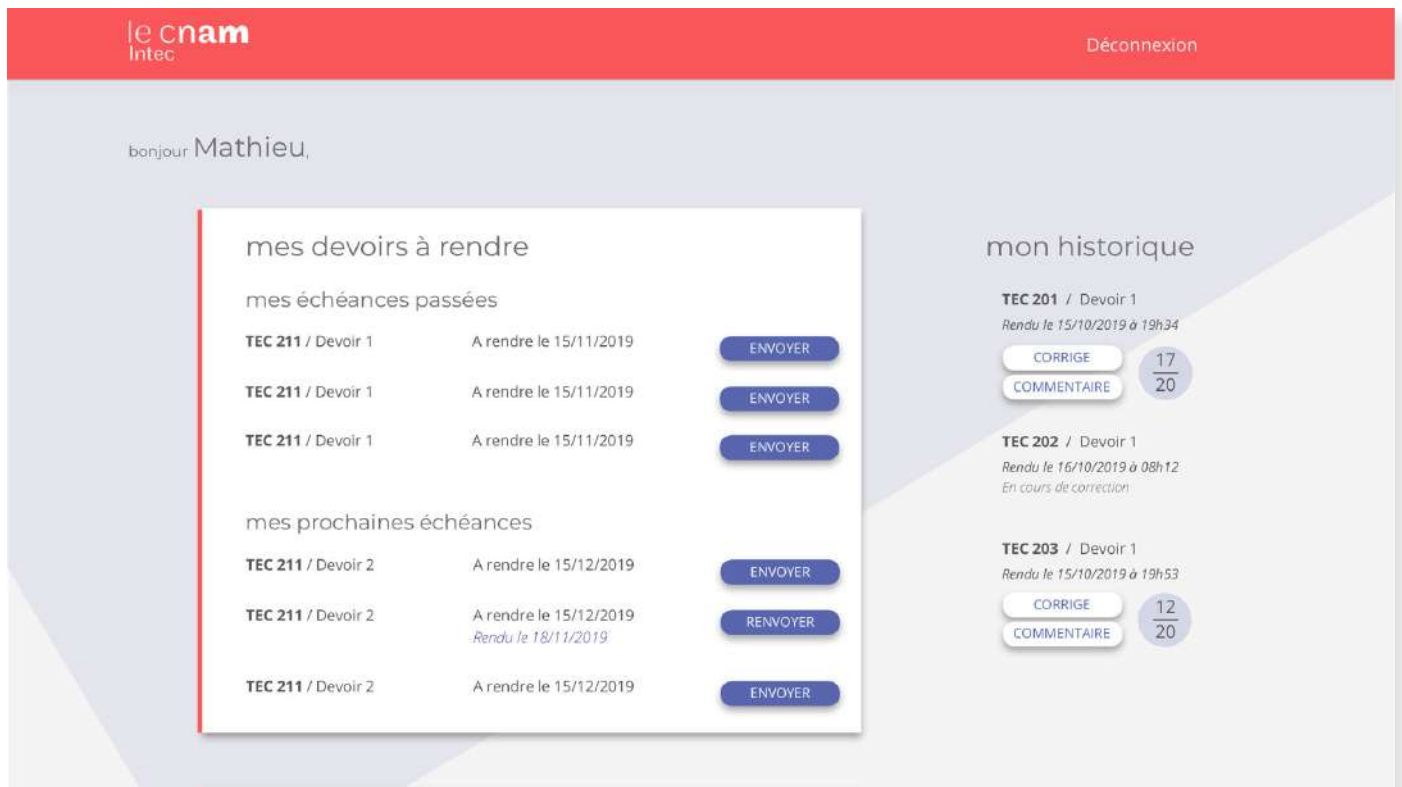 le cnam
Intec
Déconnexion
bonjour Mathieu,
mes devoirs à rendre
mes échéances passées
TEC 211 / Devoir 1 A rendre le 15/11/2019 ENVOYER
TEC 211 / Devoir 1 A rendre le 15/11/2019 ENVOYER
TEC 211 / Devoir 1 A rendre le 15/11/2019 ENVOYER
mes prochaines échéances
TEC 211 / Devoir 2 A rendre le 15/12/2019 ENVOYER
TEC 211 / Devoir 2 A rendre le 15/12/2019 RENVOYER
Rendu le 18/11/2019
TEC 211 / Devoir 2 A rendre le 15/12/2019 ENVOYER
mon historique
TEC 201 / Devoir 1
Rendu le 15/10/2019 à 19h34
CORRIGE
COMMENTAIRE
17
20
TEC 202 / Devoir 1
Rendu le 16/10/2019 à 08h12
En cours de correction
TEC 203 / Devoir 1
Rendu le 15/10/2019 à 19h53
CORRIGE
COMMENTAIRE
12
20